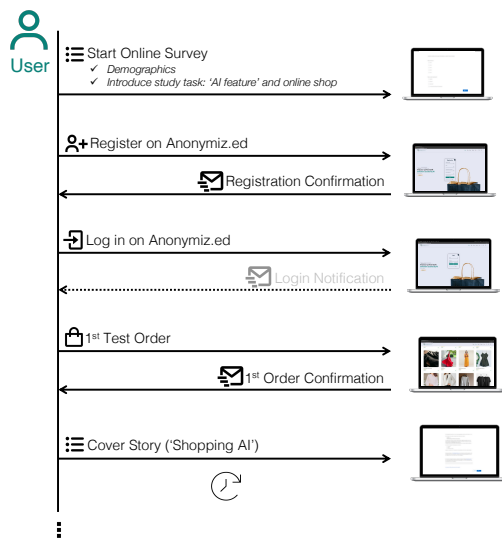 User
Start Online Survey
✓ Demographics
✓ Introduce study task: 'AI feature' and online shop
Register on Anonymiz.ed
Registration Confirmation
Log in on Anonymiz.ed
Login Notification
1st Test Order
1st Order Confirmation
Cover Story ('Shopping AI')